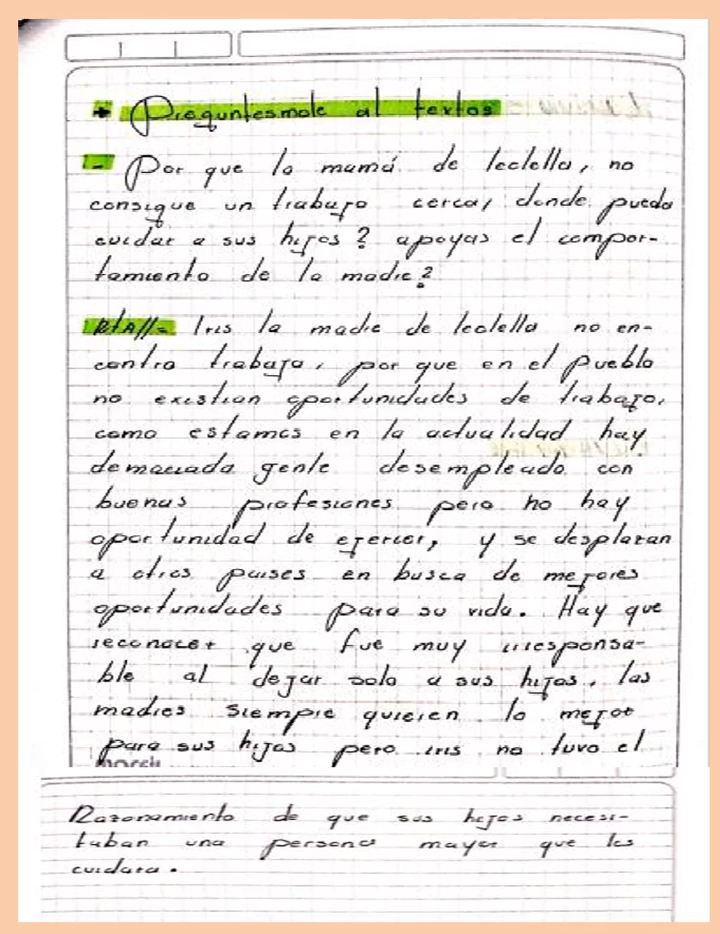 + Preguntesmole al textos
- Por que la mamá de leolella, no
consigue un trabajo cerca, donde pueda
cuidar a sus hijos? apoyas el compor-
tamiento de la madre?
RtA//- Iris la madre de leolella no en-
contro trabajo, por que en el pueblo
no existian oportunidades de trabajo,
como estamos en la actualidad hay
demaciada gente desempleada con
buenas profesiones pero no hay
oportunidad de ejercer, y se desplazan
a otros paises en busca de mejores
oportunidades para su vida. Hay que
reconocer que fue muy irresponsa-
ble al dejar solo a sus hijos, las
madres siempre quieren lo mejor
para sus hijos pero iris no tuvo el
Razonamiento de que sus hijos necesi-
taban una persona mayor que los
cuidara.